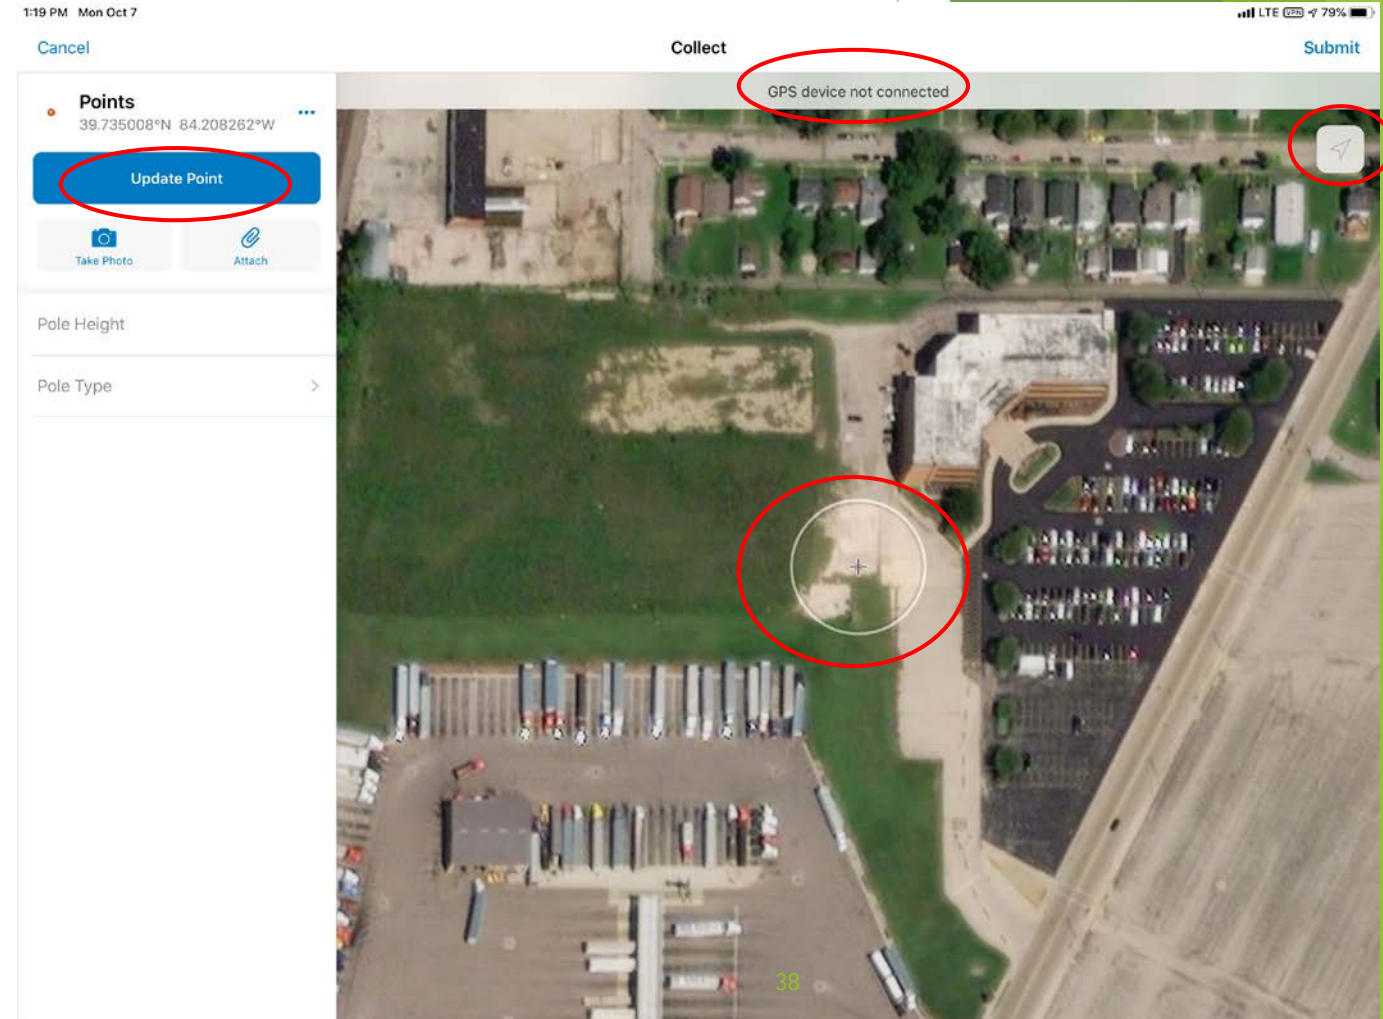 1:19 PM Mon Oct 7
LTE VPN 79%
Cancel
Collect
Submit
GPS device not connected
Points
39.735008°N 84.208262°W
Update Point
Take Photo
Attach
Pole Height
Pole Type
38